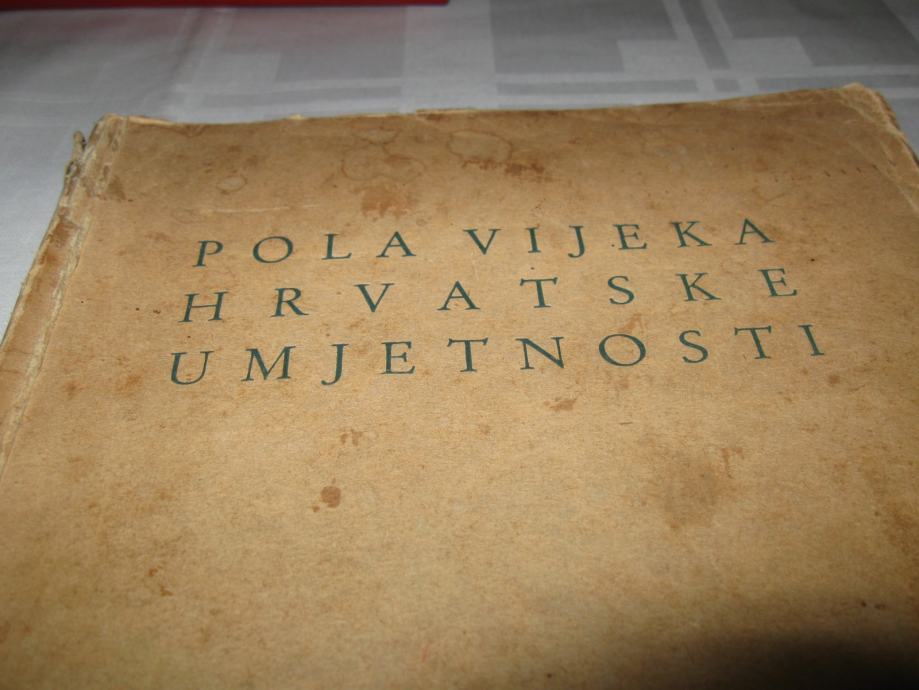 POLA VIJEKA
HRVATSKE
UMJETNOSTI